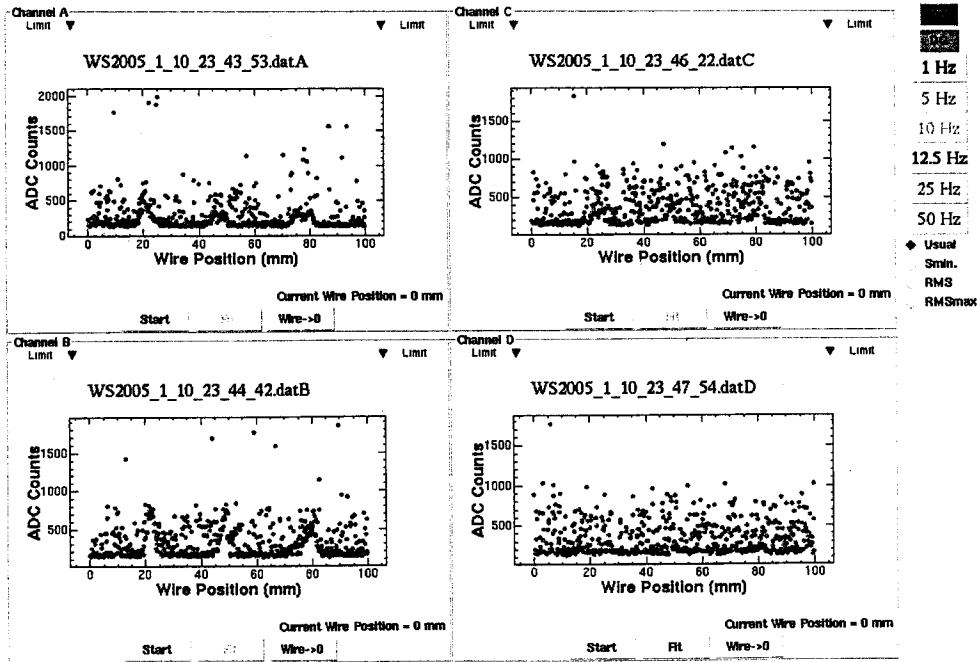 Channel A
Limit
Limit
WS2005_1_10_23_43_53.datA
2000
1500
1000
500
0
ADC Counts
0 20 40 60 80 100
Wire Position (mm)
Current Wire Position = 0 mm
Start
Wire->0
Channel C
Limit
Limit
WS2005_1_10_23_46_22.datC
1500
1000
500
ADC Counts
0 20 40 60 80 100
Wire Position (mm)
Current Wire Position = 0 mm
Start
Fit
Wire->0
Channel B
Limit
Limit
WS2005_1_10_23_44_42.datB
1500
1000
500
ADC Counts
0 20 40 60 80 100
Wire Position (mm)
Current Wire Position = 0 mm
Start
Fit
Wire->0
Channel D
Limit
Limit
WS2005_1_10_23_47_54.datD
1500
1000
500
ADC Counts
0 20 40 60 80 100
Wire Position (mm)
Current Wire Position = 0 mm
Start
Fit
Wire->0
1 Hz
5 Hz
10 Hz
12.5 Hz
25 Hz
50 Hz
Usual
Smin.
RMS
RMSmax